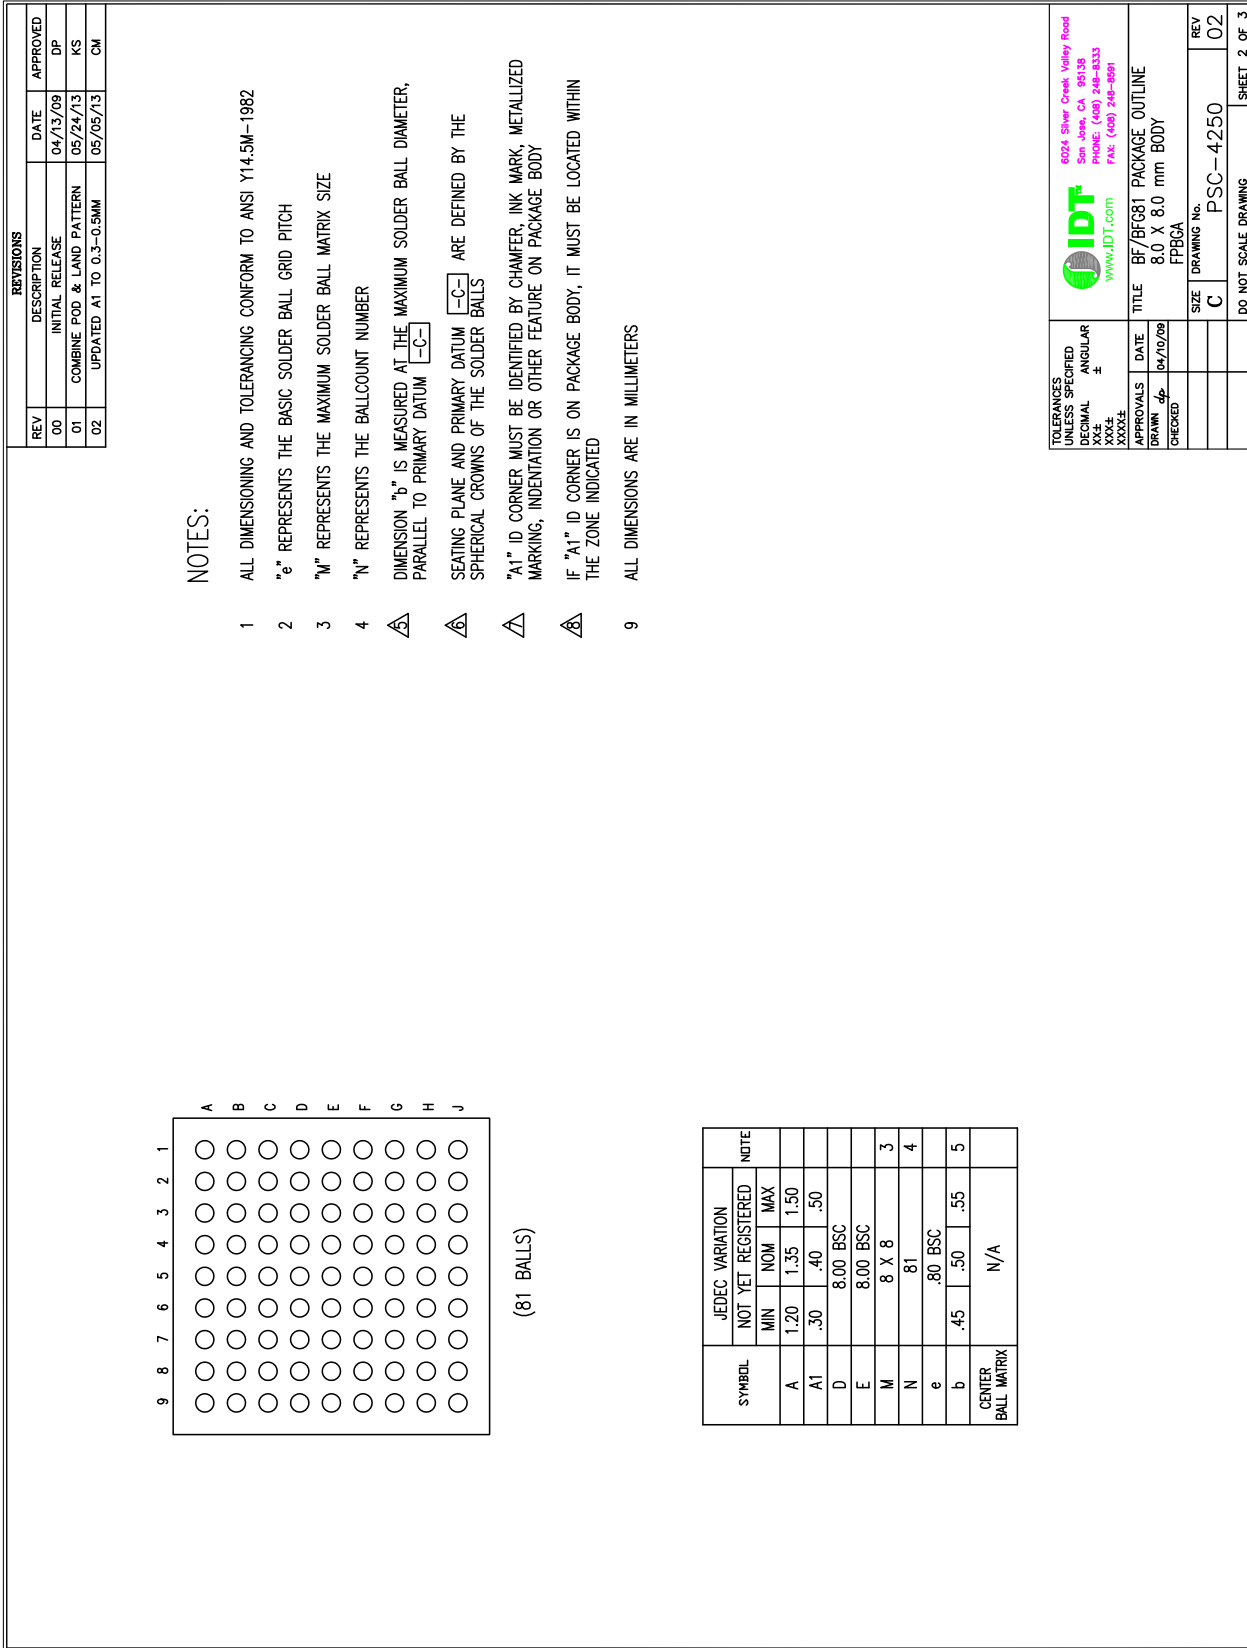 REVISIONS
REV DESCRIPTION DATE APPROVED
00 INITIAL RELEASE 04/13/09 DP
01 COMBINE POD & LAND PATTERN 05/24/13 KS
02 UPDATED A1 TO 0.3-0.5MM 05/05/13 CM
NOTES:
1 ALL DIMENSIONING AND TOLERANCING CONFORM TO ANSI Y14.5M-1982
2 "e" REPRESENTS THE BASIC SOLDER BALL GRID PITCH
3 "M" REPRESENTS THE MAXIMUM SOLDER BALL MATRIX SIZE
4 "N" REPRESENTS THE BALLCOUNT NUMBER
5 DIMENSION "b" IS MEASURED AT THE MAXIMUM SOLDER BALL DIAMETER,
PARALLEL TO PRIMARY DATUM -C-
6 SEATING PLANE AND PRIMARY DATUM -C- ARE DEFINED BY THE
SPHERICAL CROWNS OF THE SOLDER BALLS
7 "A1" ID CORNER MUST BE IDENTIFIED BY CHAMFER, INK MARK, METALLIZED
MARKING, INDENTATION OR OTHER FEATURE ON PACKAGE BODY
8 IF "A1" ID CORNER IS ON PACKAGE BODY, IT MUST BE LOCATED WITHIN
THE ZONE INDICATED
9 ALL DIMENSIONS ARE IN MILLIMETERS
9 8 7 6 5 4 3 2 1
A
B
C
D
E
F
G
H
J
(81 BALLS)
SYMBOL JEDEC VARIATION NOTE
NOT YET REGISTERED
MIN NOM MAX
A 1.20 1.35 1.50
A1 .30 .40 .50
D 8.00 BSC
E 8.00 BSC
M 8 X 8 3
N 81 4
e .80 BSC
b .45 .50 .55 5
CENTER
BALL MATRIX N/A
TOLERANCES
UNLESS SPECIFIED
DECIMAL ANGULAR
XX± ±
XXX±
XXXX±
APPROVALS DATE
DRAWN dp 04/10/09
CHECKED
IDT TM
www.IDT.com
6024 Silver Creek Valley Road
San Jose, CA 95138
PHONE: (408) 248-8333
FAX: (408) 248-8591
TITLE BF/BFG81 PACKAGE OUTLINE
8.0 X 8.0 mm BODY
FPBGA
SIZE DRAWING No. REV
C PSC-4250 02
DO NOT SCALE DRAWING SHEET 2 OF 3